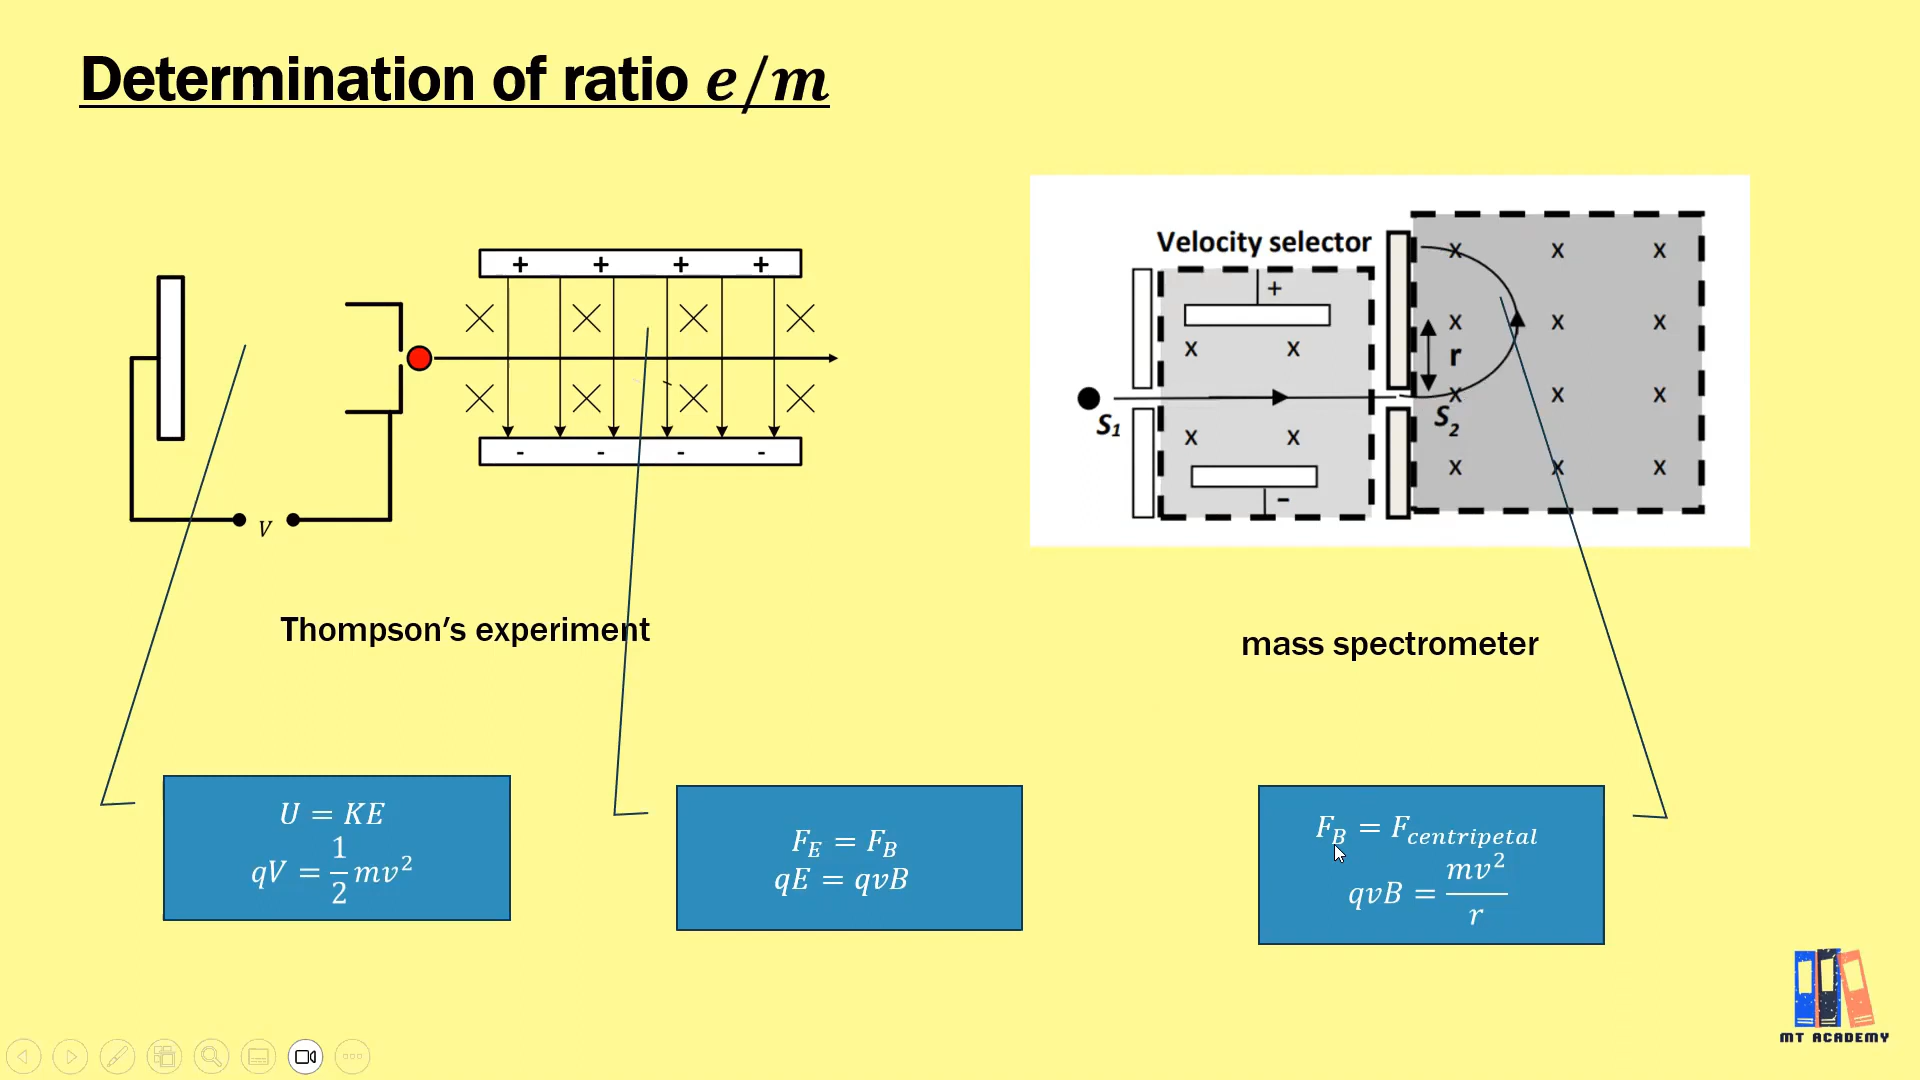 Determination of ratio e/m
+ + + +
- - - -
V
Thompson's experiment
Velocity selector
+
x x
x x
-
S₁
S₂
r
x x x
x x x
x x x
x x x
mass spectrometer
U = KE
qV = 1/2 mv²
F_E = F_B
qE = qvB
F_B = F_centripetal
qvB = mv²/r
MT ACADEMY